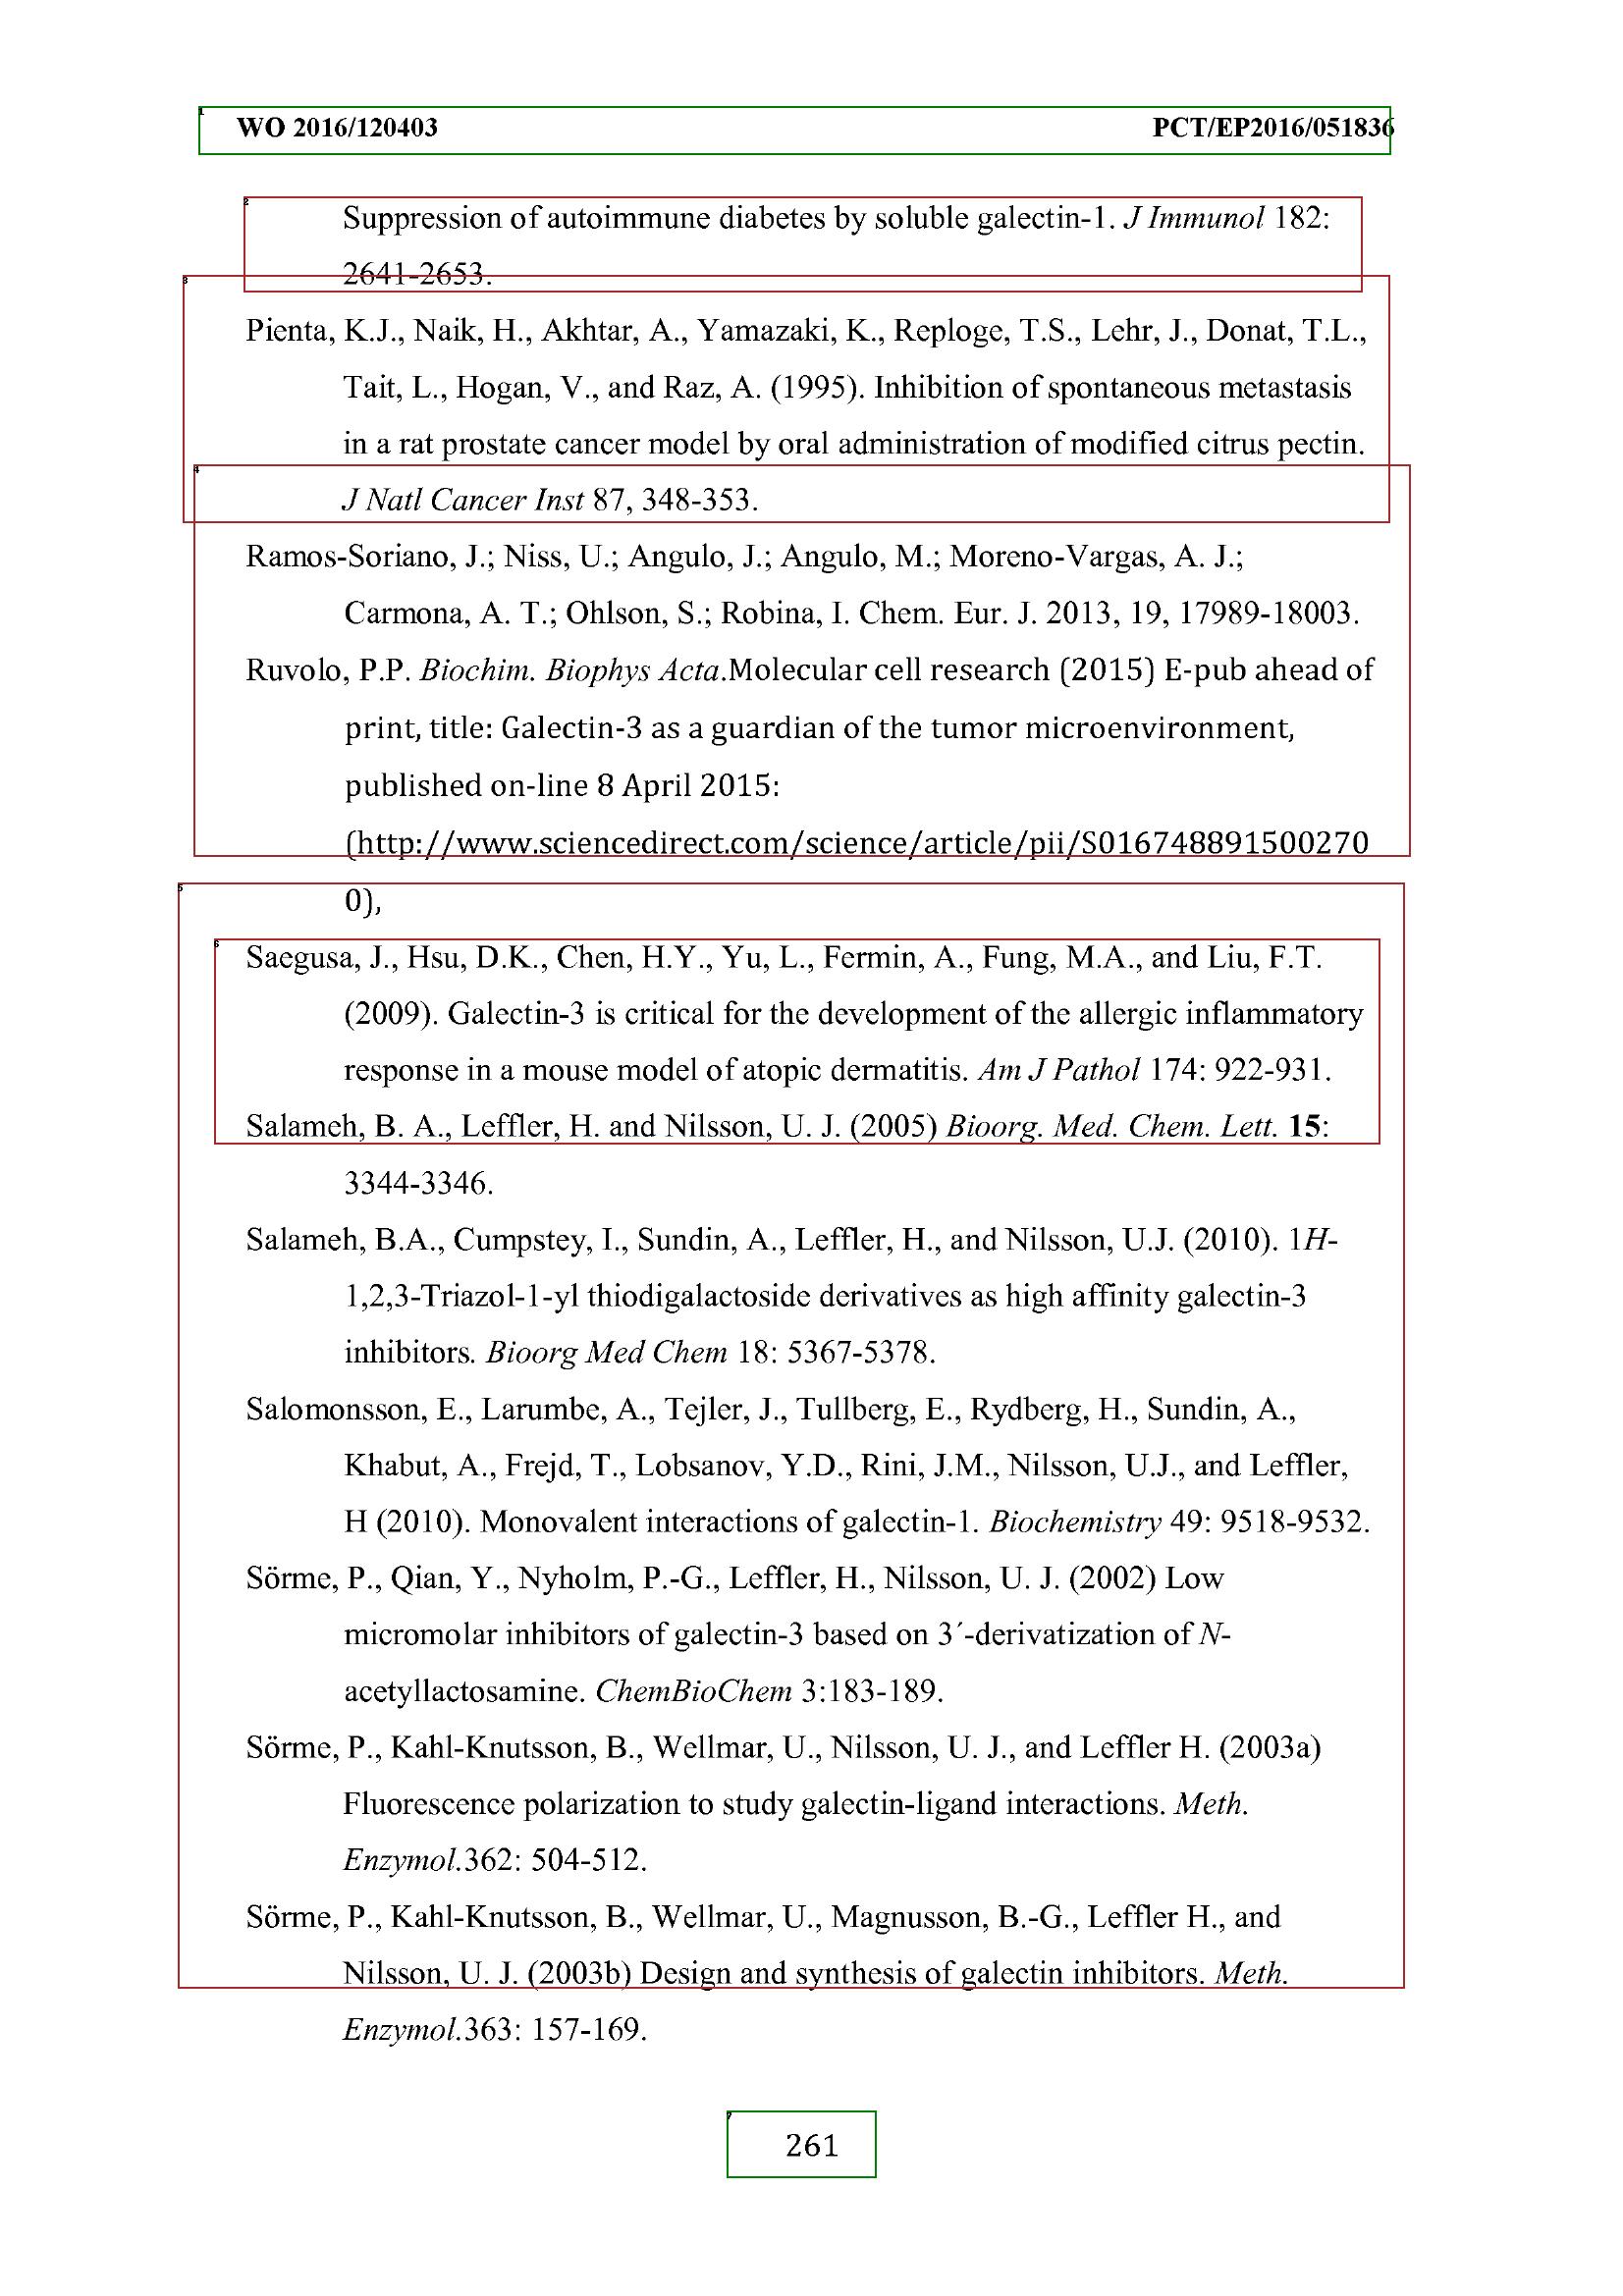 WO 2016/120403 PCT/EP2016/051836
Suppression of autoimmune diabetes by soluble galectin-1. J Immunol 182:
2641-2653.
Pienta, K.J., Naik, H., Akhtar, A., Yamazaki, K., Reploge, T.S., Lehr, J., Donat, T.L.,
Tait, L., Hogan, V., and Raz, A. (1995). Inhibition of spontaneous metastasis
in a rat prostate cancer model by oral administration of modified citrus pectin.
J Natl Cancer Inst 87, 348-353.
Ramos-Soriano, J.; Niss, U.; Angulo, J.; Angulo, M.; Moreno-Vargas, A. J.;
Carmona, A. T.; Ohlson, S.; Robina, I. Chem. Eur. J. 2013, 19, 17989-18003.
Ruvolo, P.P. Biochim. Biophys Acta.Molecular cell research (2015) E-pub ahead of
print, title: Galectin-3 as a guardian of the tumor microenvironment,
published on-line 8 April 2015:
(http://www.sciencedirect.com/science/article/pii/S016748891500270
0),
Saegusa, J., Hsu, D.K., Chen, H.Y., Yu, L., Fermin, A., Fung, M.A., and Liu, F.T.
(2009). Galectin-3 is critical for the development of the allergic inflammatory
response in a mouse model of atopic dermatitis. Am J Pathol 174: 922-931.
Salameh, B. A., Leffler, H. and Nilsson, U. J. (2005) Bioorg. Med. Chem. Lett. 15:
3344-3346.
Salameh, B.A., Cumpstey, I., Sundin, A., Leffler, H., and Nilsson, U.J. (2010). 1H-
1,2,3-Triazol-1-yl thiodigalactoside derivatives as high affinity galectin-3
inhibitors. Bioorg Med Chem 18: 5367-5378.
Salomonsson, E., Larumbe, A., Tejler, J., Tullberg, E., Rydberg, H., Sundin, A.,
Khabut, A., Frejd, T., Lobsanov, Y.D., Rini, J.M., Nilsson, U.J., and Leffler,
H (2010). Monovalent interactions of galectin-1. Biochemistry 49: 9518-9532.
Sörme, P., Qian, Y., Nyholm, P.-G., Leffler, H., Nilsson, U. J. (2002) Low
micromolar inhibitors of galectin-3 based on 3´-derivatization of N-
acetyllactosamine. ChemBioChem 3:183-189.
Sörme, P., Kahl-Knutsson, B., Wellmar, U., Nilsson, U. J., and Leffler H. (2003a)
Fluorescence polarization to study galectin-ligand interactions. Meth.
Enzymol.362: 504-512.
Sörme, P., Kahl-Knutsson, B., Wellmar, U., Magnusson, B.-G., Leffler H., and
Nilsson, U. J. (2003b) Design and synthesis of galectin inhibitors. Meth.
Enzymol.363: 157-169.
261